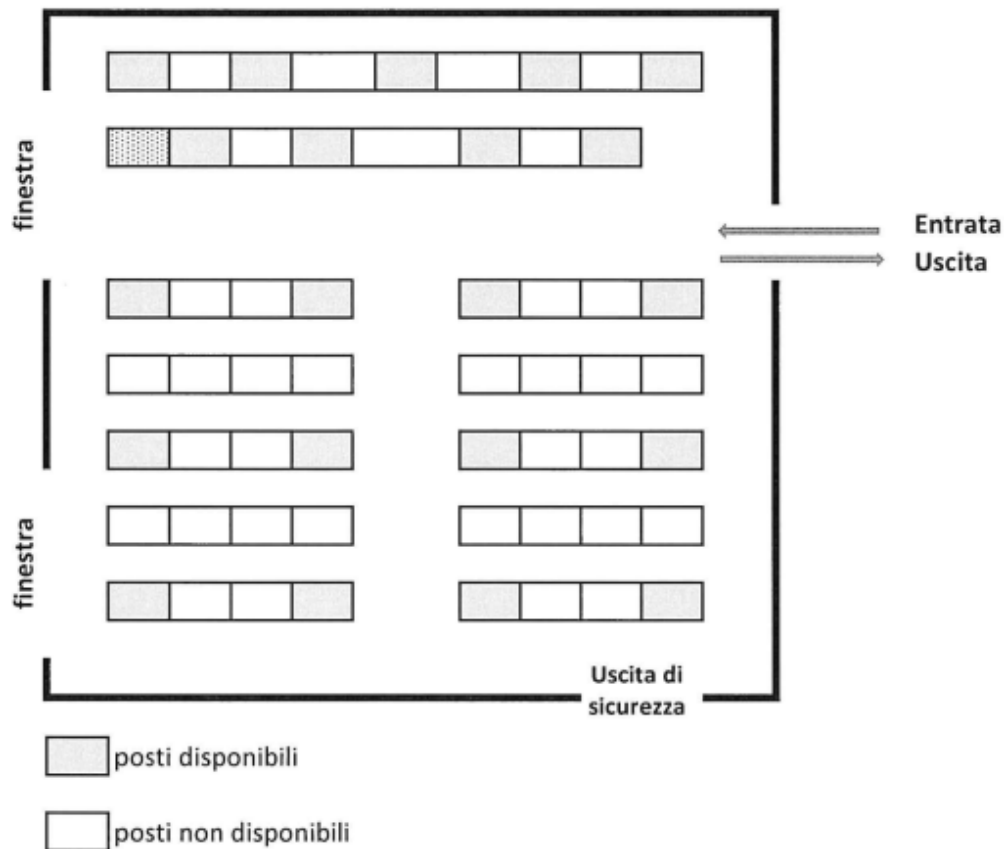 finestra
Entrata
Uscita
finestra
Uscita di
sicurezza
posti disponibili
posti non disponibili